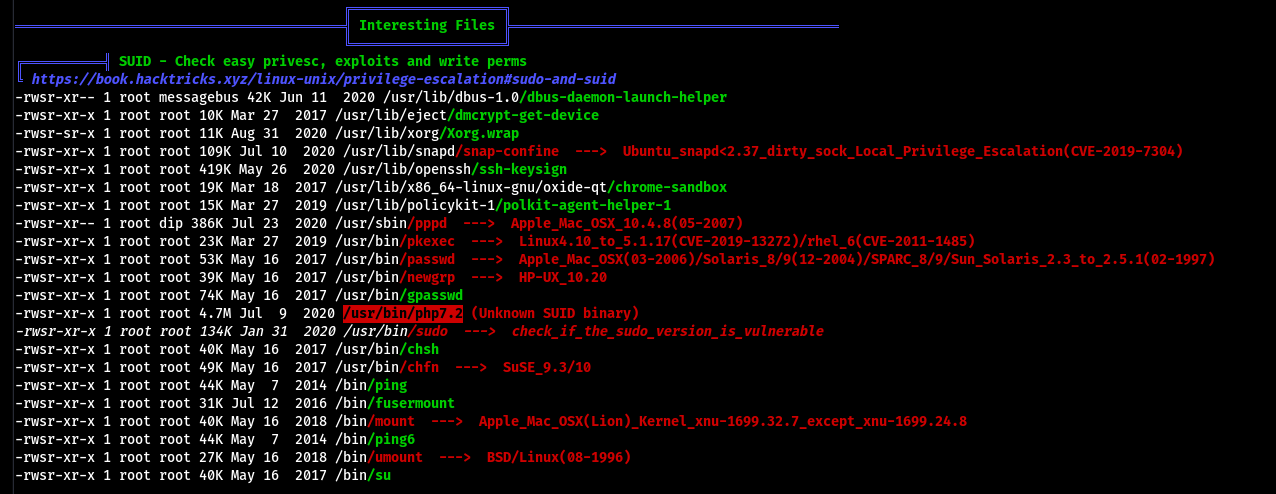 Interesting Files
SUID - Check easy privesc, exploits and write perms
https://book.hacktricks.xyz/linux-unix/privilege-escalation#sudo-and-suid
-rwsr-xr-- 1 root messagebus 42K Jun 11  2020 /usr/lib/dbus-1.0/dbus-daemon-launch-helper
-rwsr-xr-x 1 root root 10K Mar 27  2017 /usr/lib/eject/dmcrypt-get-device
-rwsr-sr-x 1 root root 11K Aug 31  2020 /usr/lib/xorg/Xorg.wrap
-rwsr-xr-x 1 root root 109K Jul 10  2020 /usr/lib/snapd/snap-confine  --->  Ubuntu_snapd<2.37_dirty_sock_Local_Privilege_Escalation(CVE-2019-7304)
-rwsr-xr-x 1 root root 419K May 26  2020 /usr/lib/openssh/ssh-keysign
-rwsr-xr-x 1 root root 19K Mar 18  2017 /usr/lib/x86_64-linux-gnu/oxide-qt/chrome-sandbox
-rwsr-xr-x 1 root root 15K Mar 27  2019 /usr/lib/policykit-1/polkit-agent-helper-1
-rwsr-xr-- 1 root dip 386K Jul 23  2020 /usr/sbin/pppd  --->  Apple_Mac_OSX_10.4.8(05-2007)
-rwsr-xr-x 1 root root 23K Mar 27  2019 /usr/bin/pkexec  --->  Linux4.10_to_5.1.17(CVE-2019-13272)/rhel_6(CVE-2011-1485)
-rwsr-xr-x 1 root root 53K May 16  2017 /usr/bin/passwd  --->  Apple_Mac_OSX(03-2006)/Solaris_8/9(12-2004)/SPARC_8/9/Sun_Solaris_2.3_to_2.5.1(02-1997)
-rwsr-xr-x 1 root root 39K May 16  2017 /usr/bin/newgrp  --->  HP-UX_10.20
-rwsr-xr-x 1 root root 74K May 16  2017 /usr/bin/gpasswd
-rwsr-xr-x 1 root root 4.7M Jul  9  2020 /usr/bin/php7.2 (Unknown SUID binary)
-rwsr-xr-x 1 root root 134K Jan 31  2020 /usr/bin/sudo  --->  check_if_the_sudo_version_is_vulnerable
-rwsr-xr-x 1 root root 40K May 16  2017 /usr/bin/chsh
-rwsr-xr-x 1 root root 49K May 16  2017 /usr/bin/chfn  --->  SuSE_9.3/10
-rwsr-xr-x 1 root root 44K May  7  2014 /bin/ping
-rwsr-xr-x 1 root root 31K Jul 12  2016 /bin/fusermount
-rwsr-xr-x 1 root root 40K May 16  2018 /bin/mount  --->  Apple_Mac_OSX(Lion)_Kernel_xnu-1699.32.7_except_xnu-1699.24.8
-rwsr-xr-x 1 root root 44K May  7  2014 /bin/ping6
-rwsr-xr-x 1 root root 27K May 16  2018 /bin/umount  --->  BSD/Linux(08-1996)
-rwsr-xr-x 1 root root 40K May 16  2017 /bin/su